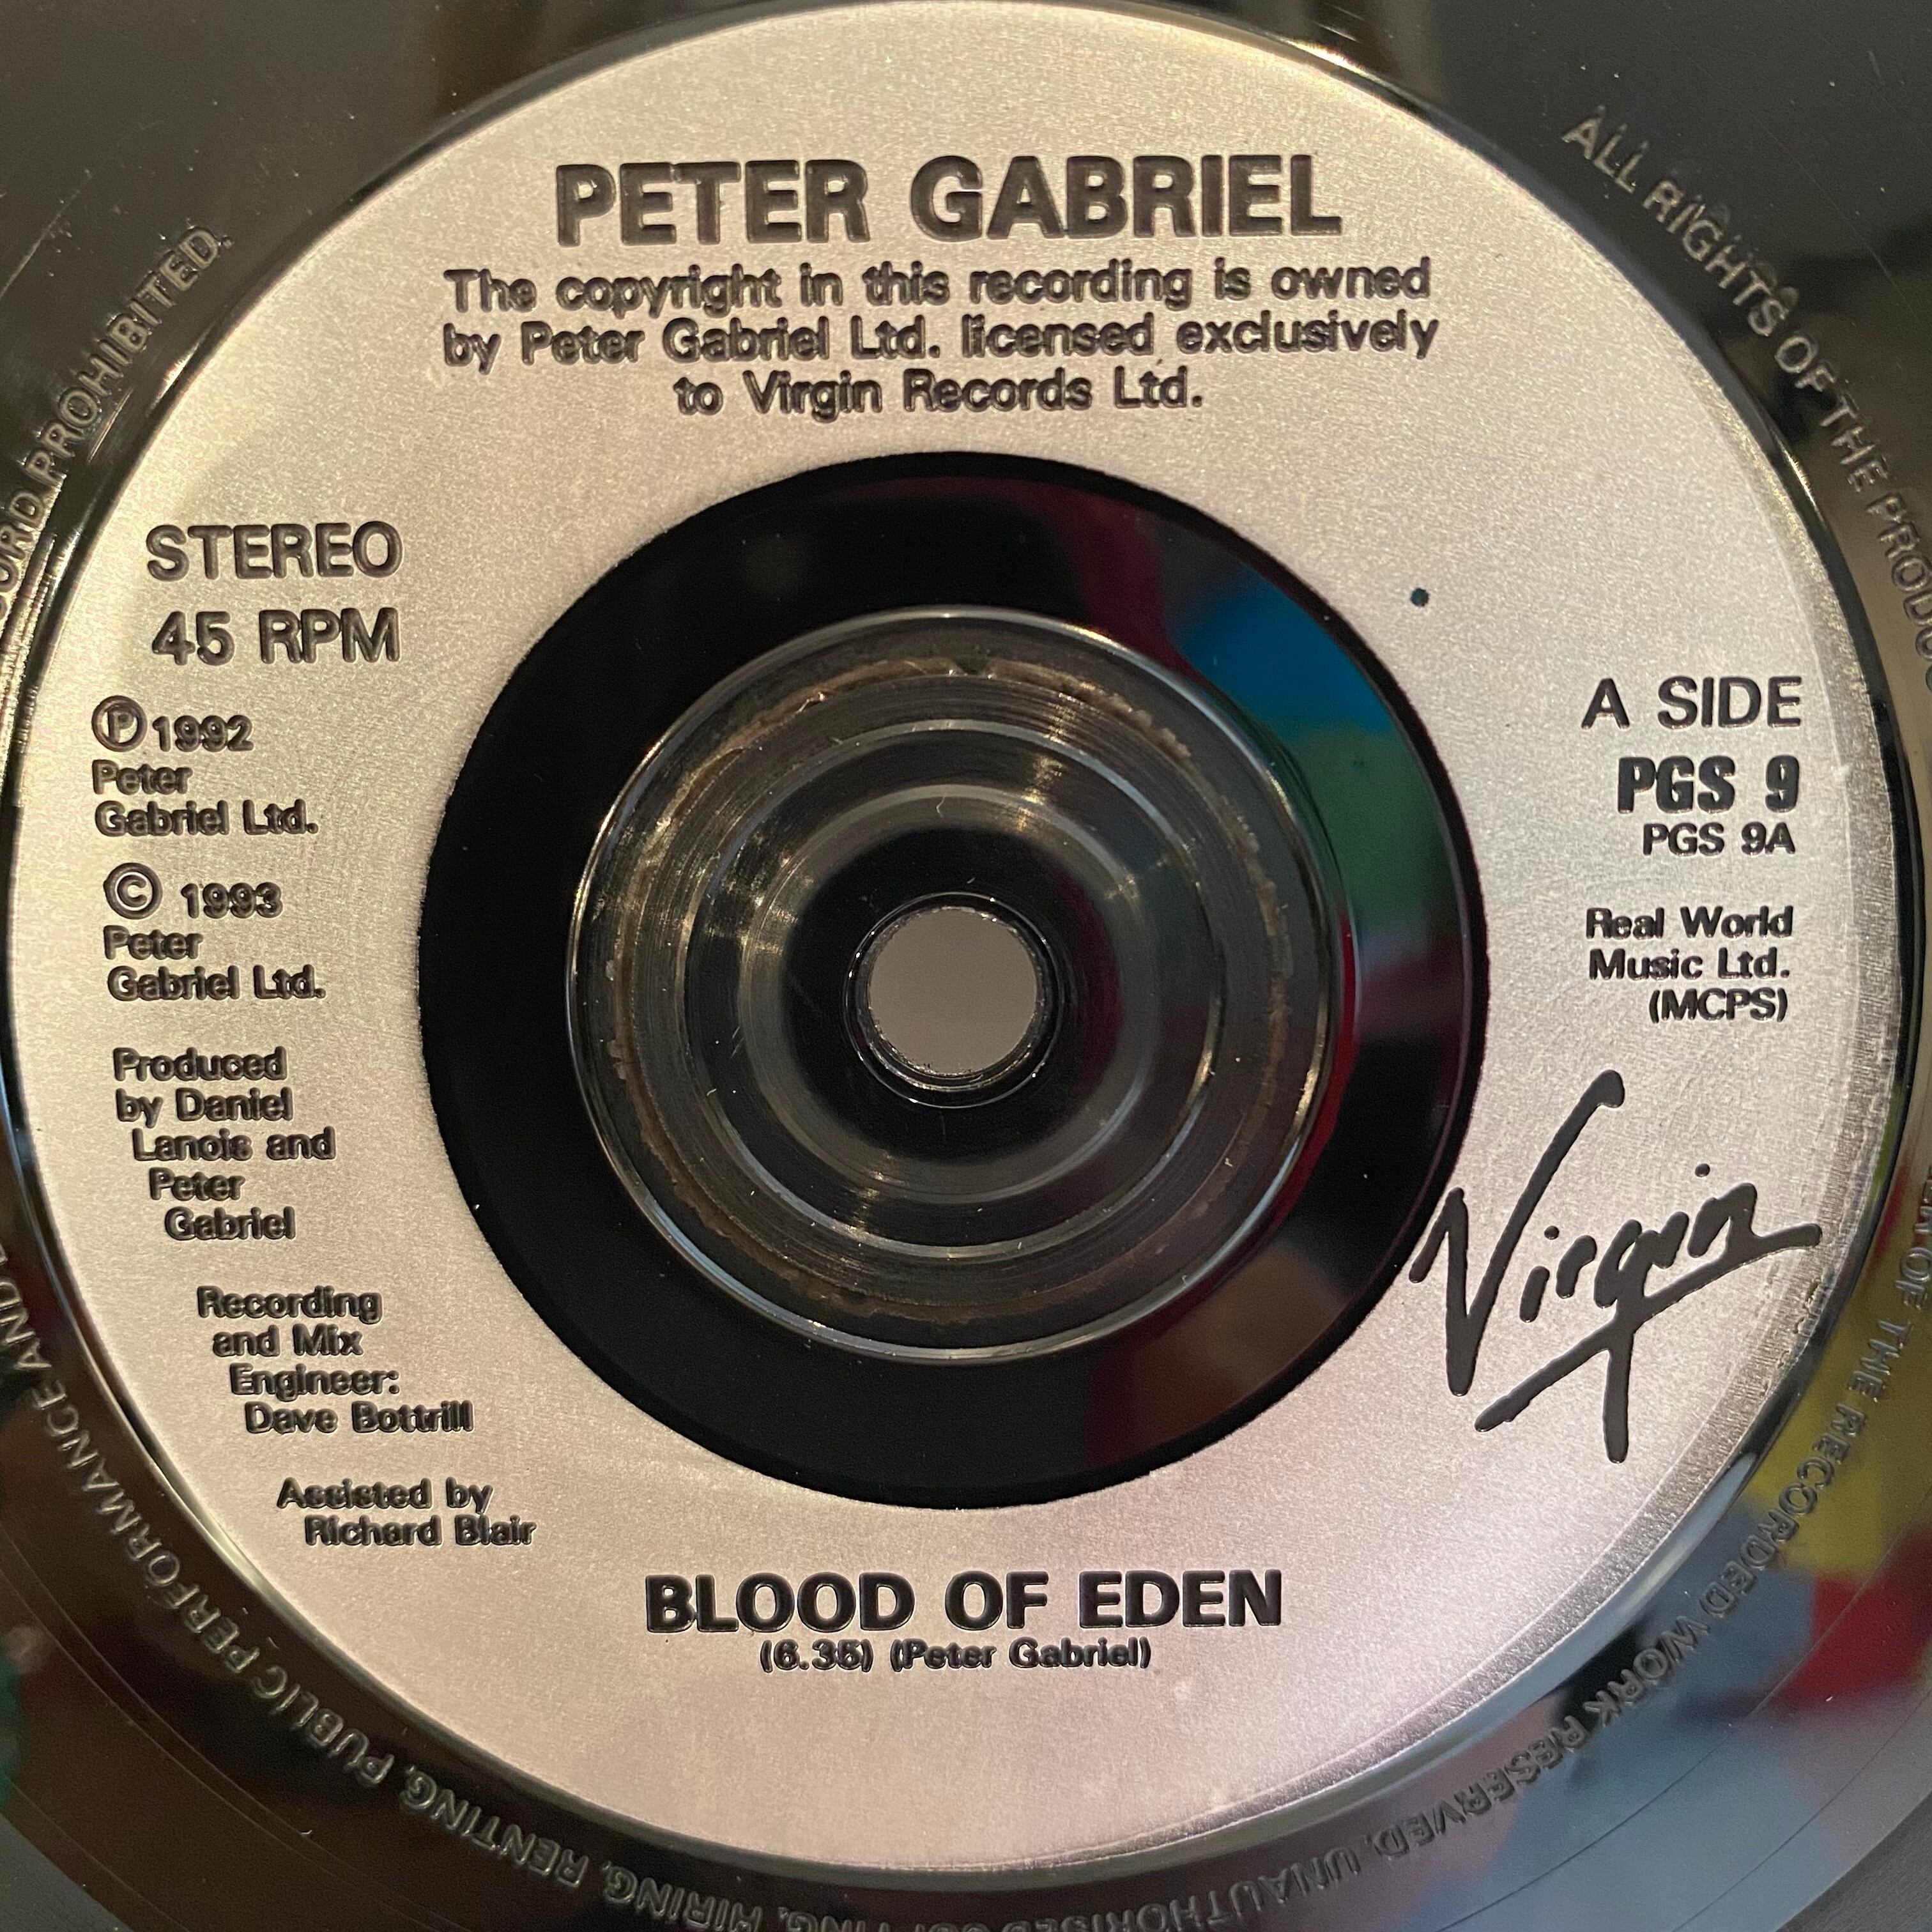 PETER GABRIEL
The copyright in this recording is owned
by Peter Gabriel Ltd. licensed exclusively
to Virgin Records Ltd.
STEREO
45 RPM
℗1992
Peter
Gabriel Ltd.
© 1993
Peter
Gabriel Ltd.
Produced
by Daniel
Lanois and
Peter
Gabriel
Recording
and Mix
Engineer:
Dave Bottrill
Assisted by
Richard Blair
A SIDE
PGS 9
PGS 9A
Real World
Music Ltd.
(MCPS)
Virgin
BLOOD OF EDEN
(6.35) (Peter Gabriel)
ALL RIGHTS OF THE
OF THE RECORDED WORK RESERVED. UNAUTHORISED
HIRING, RENTING, PUBLIC PERFORMANCE AND
PROHIBITED.